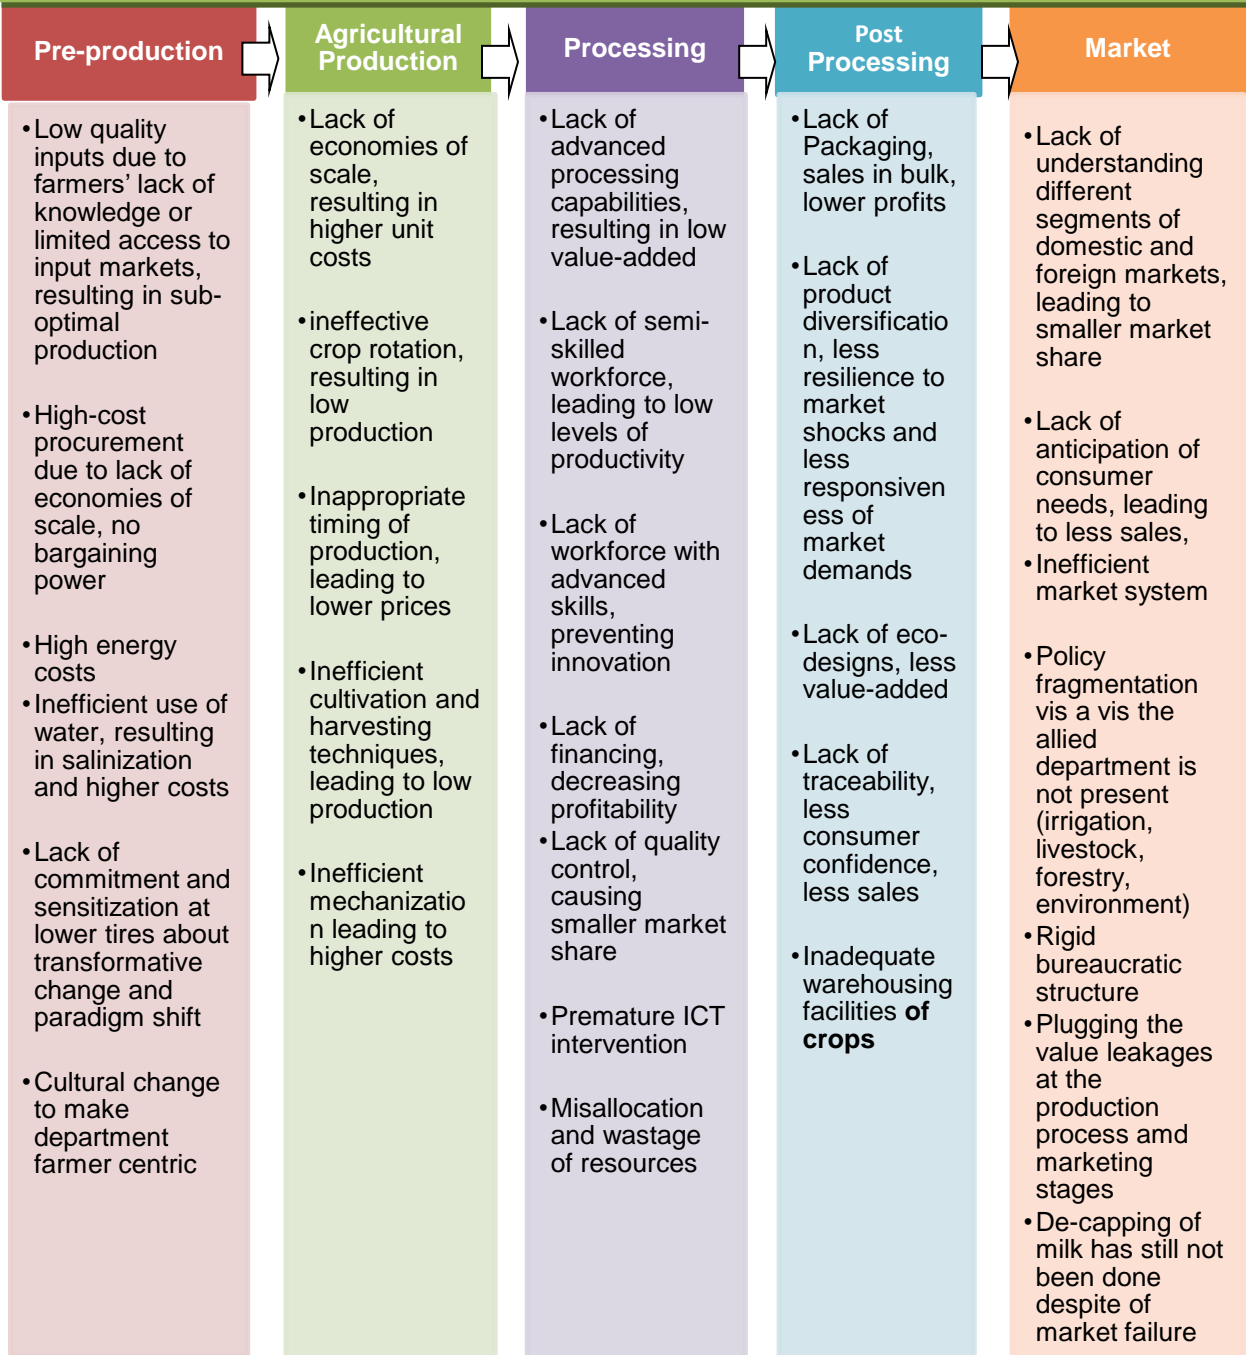 Pre-production
Agricultural
Production
Processing
Post
Processing
Market
•Low quality
inputs due to
farmers’ lack of
knowledge or
limited access to
input markets,
resulting in sub-
optimal
production
•High-cost
procurement
due to lack of
economies of
scale, no
bargaining
power
•High energy
costs
•Inefficient use of
water, resulting
in salinization
and higher costs
•Lack of
commitment and
sensitization at
lower tires about
transformative
change and
paradigm shift
•Cultural change
to make
department
farmer centric
•Lack of
economies of
scale,
resulting in
higher unit
costs
•ineffective
crop rotation,
resulting in
low
production
•Inappropriate
timing of
production,
leading to
lower prices
•Inefficient
cultivation and
harvesting
techniques,
leading to low
production
•Inefficient
mechanizatio
n leading to
higher costs
•Lack of
advanced
processing
capabilities,
resulting in low
value-added
•Lack of semi-
skilled
workforce,
leading to low
levels of
productivity
•Lack of
workforce with
advanced
skills,
preventing
innovation
•Lack of
financing,
decreasing
profitability
•Lack of quality
control,
causing
smaller market
share
•Premature ICT
intervention
•Misallocation
and wastage
of resources
•Lack of
Packaging,
sales in bulk,
lower profits
•Lack of
product
diversificatio
n, less
resilience to
market
shocks and
less
responsiven
ess of
market
demands
•Lack of eco-
designs, less
value-added
•Lack of
traceability,
less
consumer
confidence,
less sales
•Inadequate
warehousing
facilities of
crops
•Lack of
understanding
different
segments of
domestic and
foreign markets,
leading to
smaller market
share
•Lack of
anticipation of
consumer
needs, leading
to less sales,
•Inefficient
market system
•Policy
fragmentation
vis a vis the
allied
department is
not present
(irrigation,
livestock,
forestry,
environment)
•Rigid
bureaucratic
structure
•Plugging the
value leakages
at the
production
process amd
marketing
stages
•De-capping of
milk has still not
been done
despite of
market failure